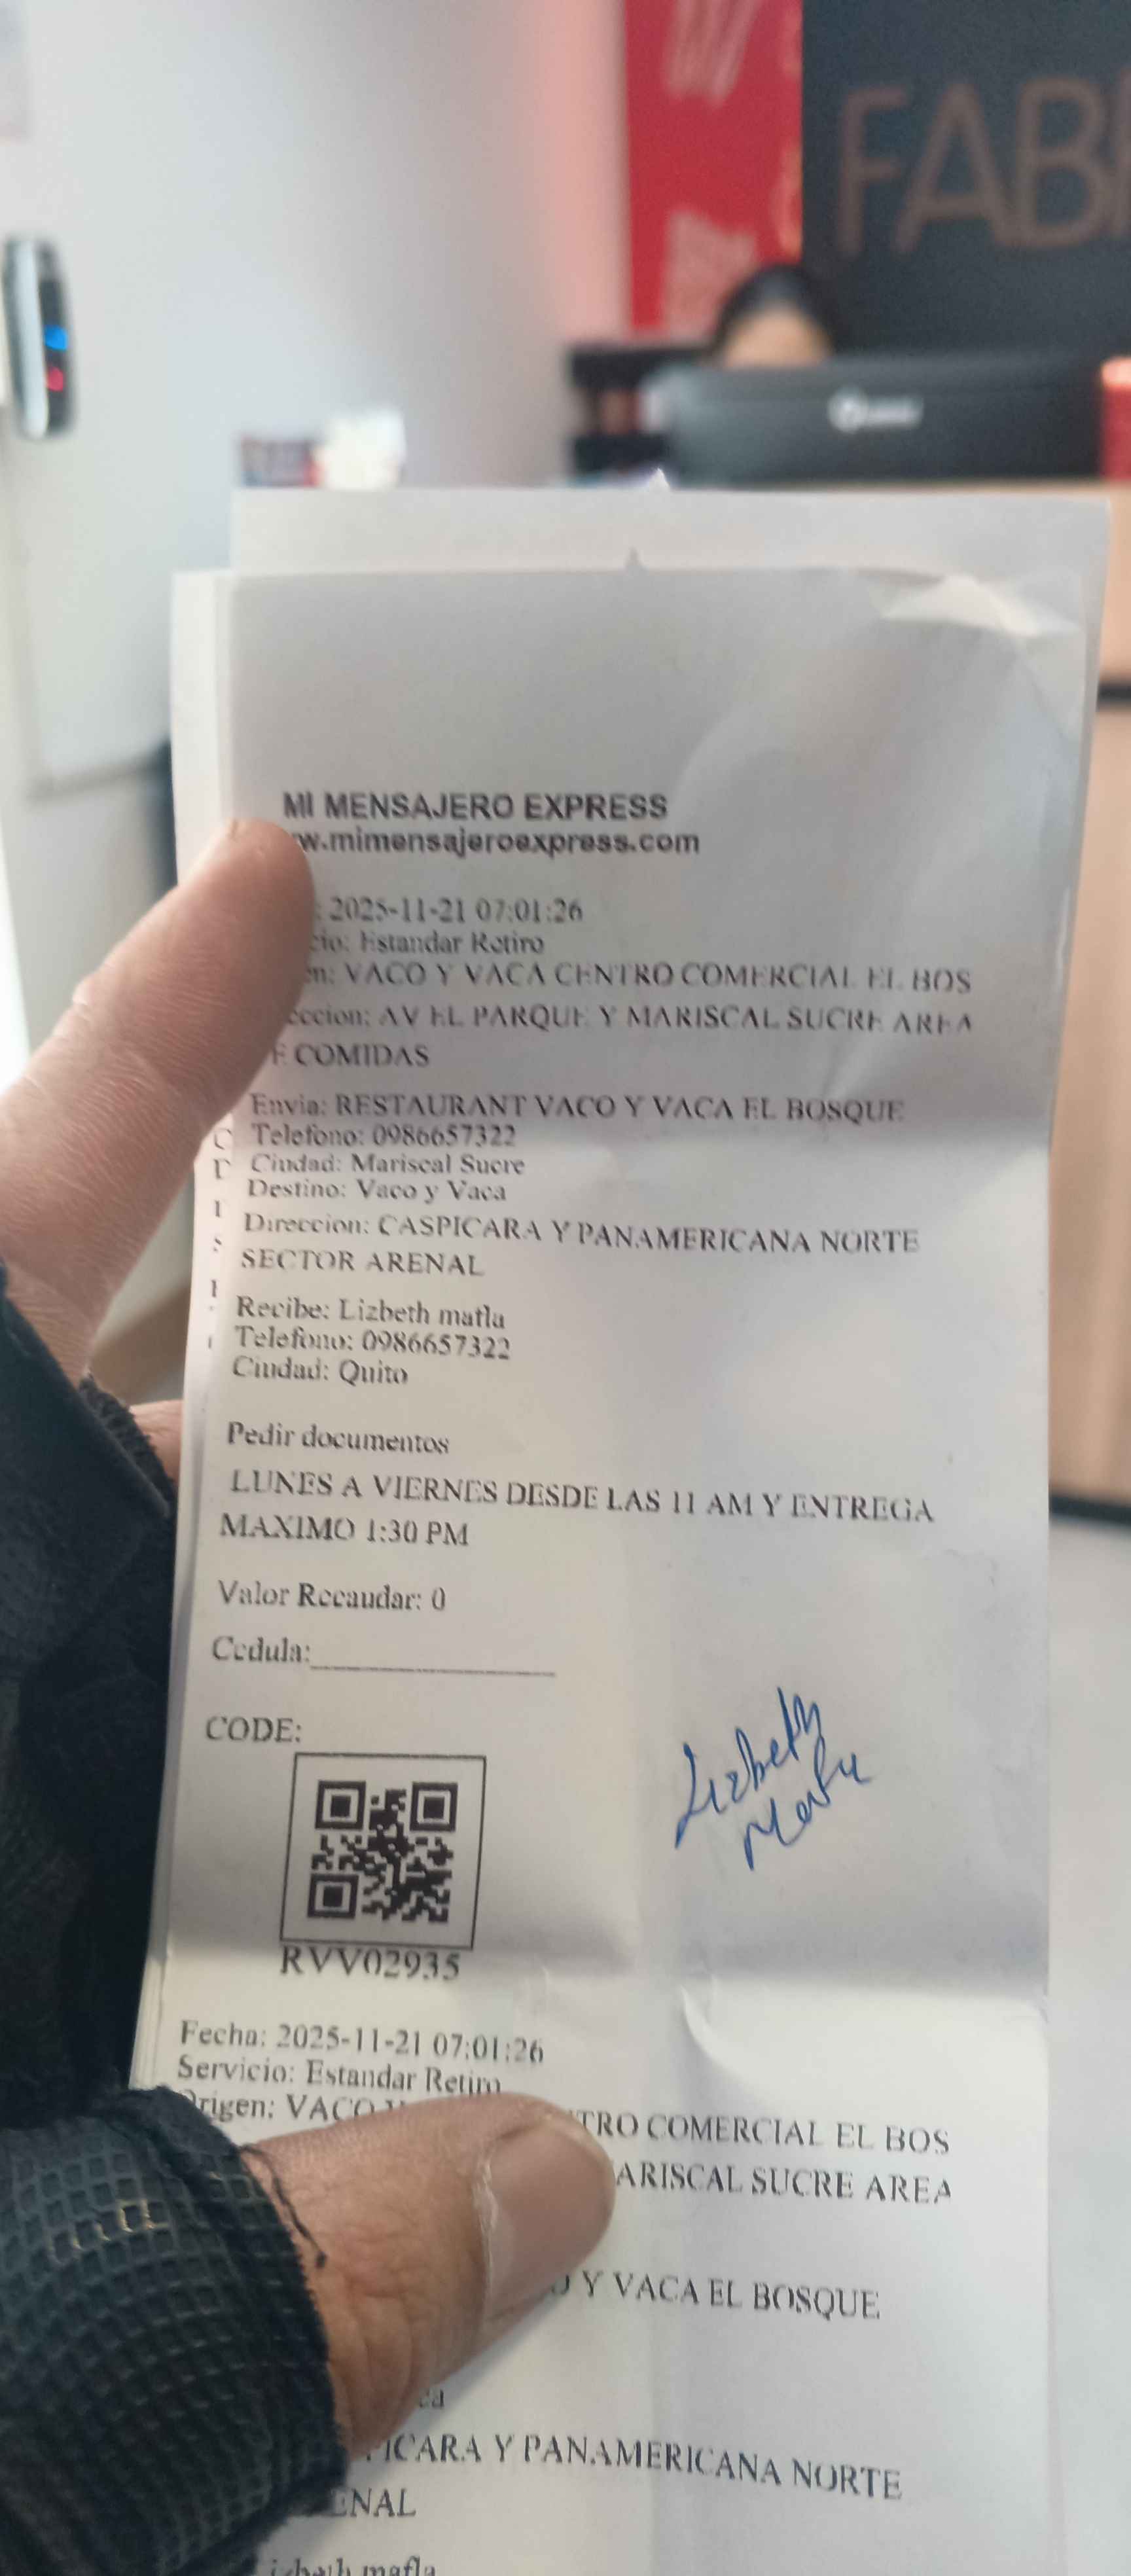 FAB
MI MENSAJERO EXPRESS
w.mimensajeroexpress.com
: 2025-11-21 07:01:26
cio: Estandar Retiro
en: VACO Y VACA CENTRO COMERCIAL EL BOS
eccion: AV EL PARQUE Y MARISCAL SUCRE AREA
E COMIDAS
Envia: RESTAURANT VACO Y VACA EL BOSQUE
Telefono: 0986657322
Ciudad: Mariscal Sucre
Destino: Vaco y Vaca
Direccion: CASPICARA Y PANAMERICANA NORTE
SECTOR ARENAL
Recibe: Lizbeth mafla
Telefono: 0986657322
Ciudad: Quito
Pedir documentos
LUNES A VIERNES DESDE LAS 11 AM Y ENTREGA
MAXIMO 1:30 PM
Valor Recaudar: 0
Cedula:
CODE:
Lizbeth
Mafla
RVV02935
Fecha: 2025-11-21 07:01:26
Servicio: Estandar Retiro
Origen: VACO TRO COMERCIAL EL BOS
ARISCAL SUCRE AREA
O Y VACA EL BOSQUE
ca
ICARA Y PANAMERICANA NORTE
ENAL
izbeth mafla